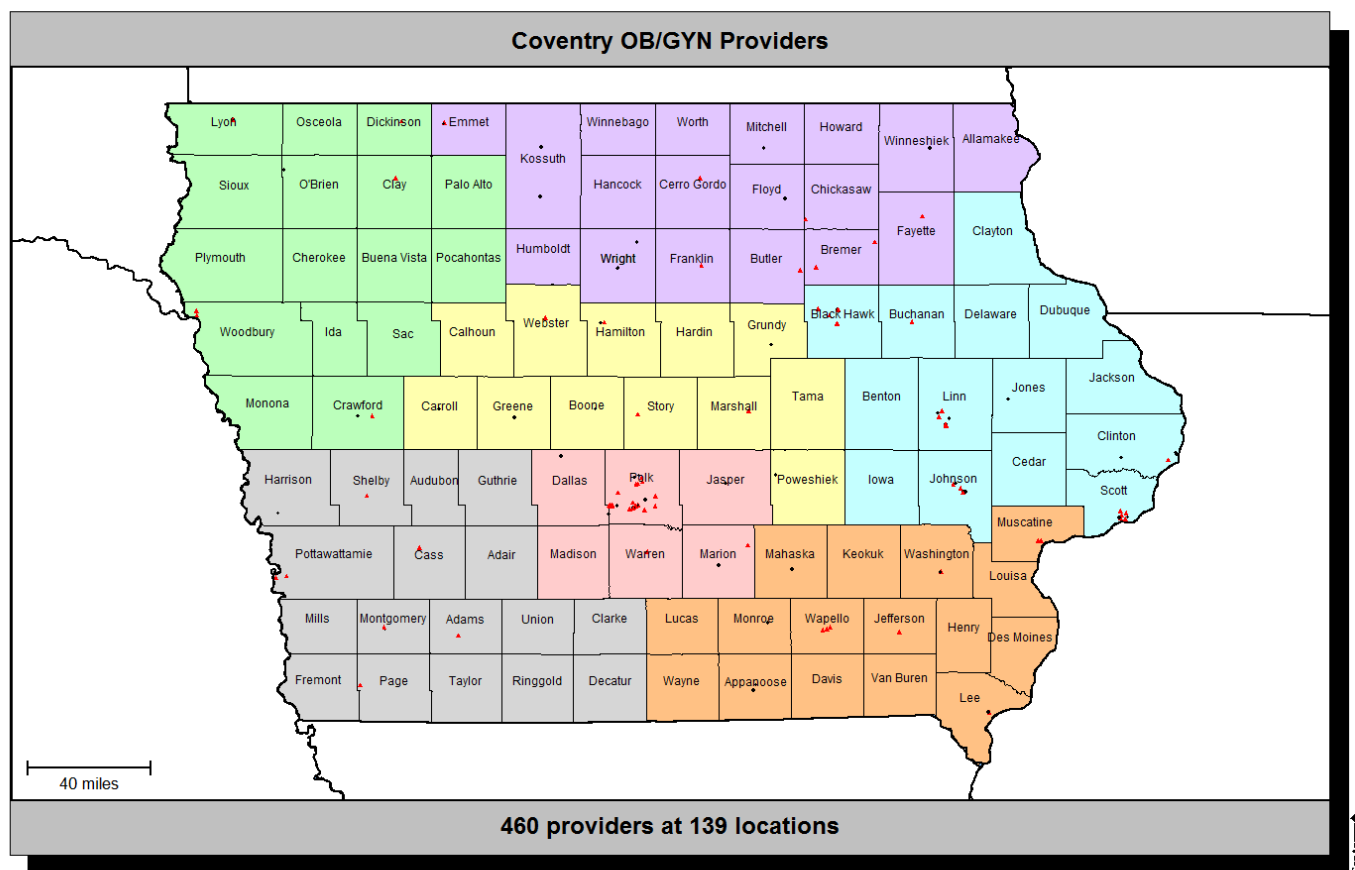 Coventry OB/GYN Providers
Lyon Osceola Dickinson Emmet Winnebago Worth Mitchell Howard Winneshiek Allamakee
Kossuth
Sioux O'Brien Clay Palo Alto Hancock Cerro Gordo Floyd Chickasaw
Fayette Clayton
Plymouth Cherokee Buena Vista Pocahontas Humboldt Wright Franklin Butler Bremer
Woodbury Ida Sac Calhoun Webster Hamilton Hardin Grundy Black Hawk Buchanan Delaware Dubuque
Monona Crawford Carroll Greene Boone Story Marshall Tama Benton Linn Jones Jackson
Clinton
Harrison Shelby Audubon Guthrie Dallas Polk Jasper Poweshiek Iowa Johnson Cedar Scott
Muscatine
Pottawattamie Cass Adair Madison Warren Marion Mahaska Keokuk Washington
Louisa
Mills Montgomery Adams Union Clarke Lucas Monroe Wapello Jefferson Henry Des Moines
Fremont Page Taylor Ringgold Decatur Wayne Appanoose Davis Van Buren
Lee
40 miles
460 providers at 139 locations